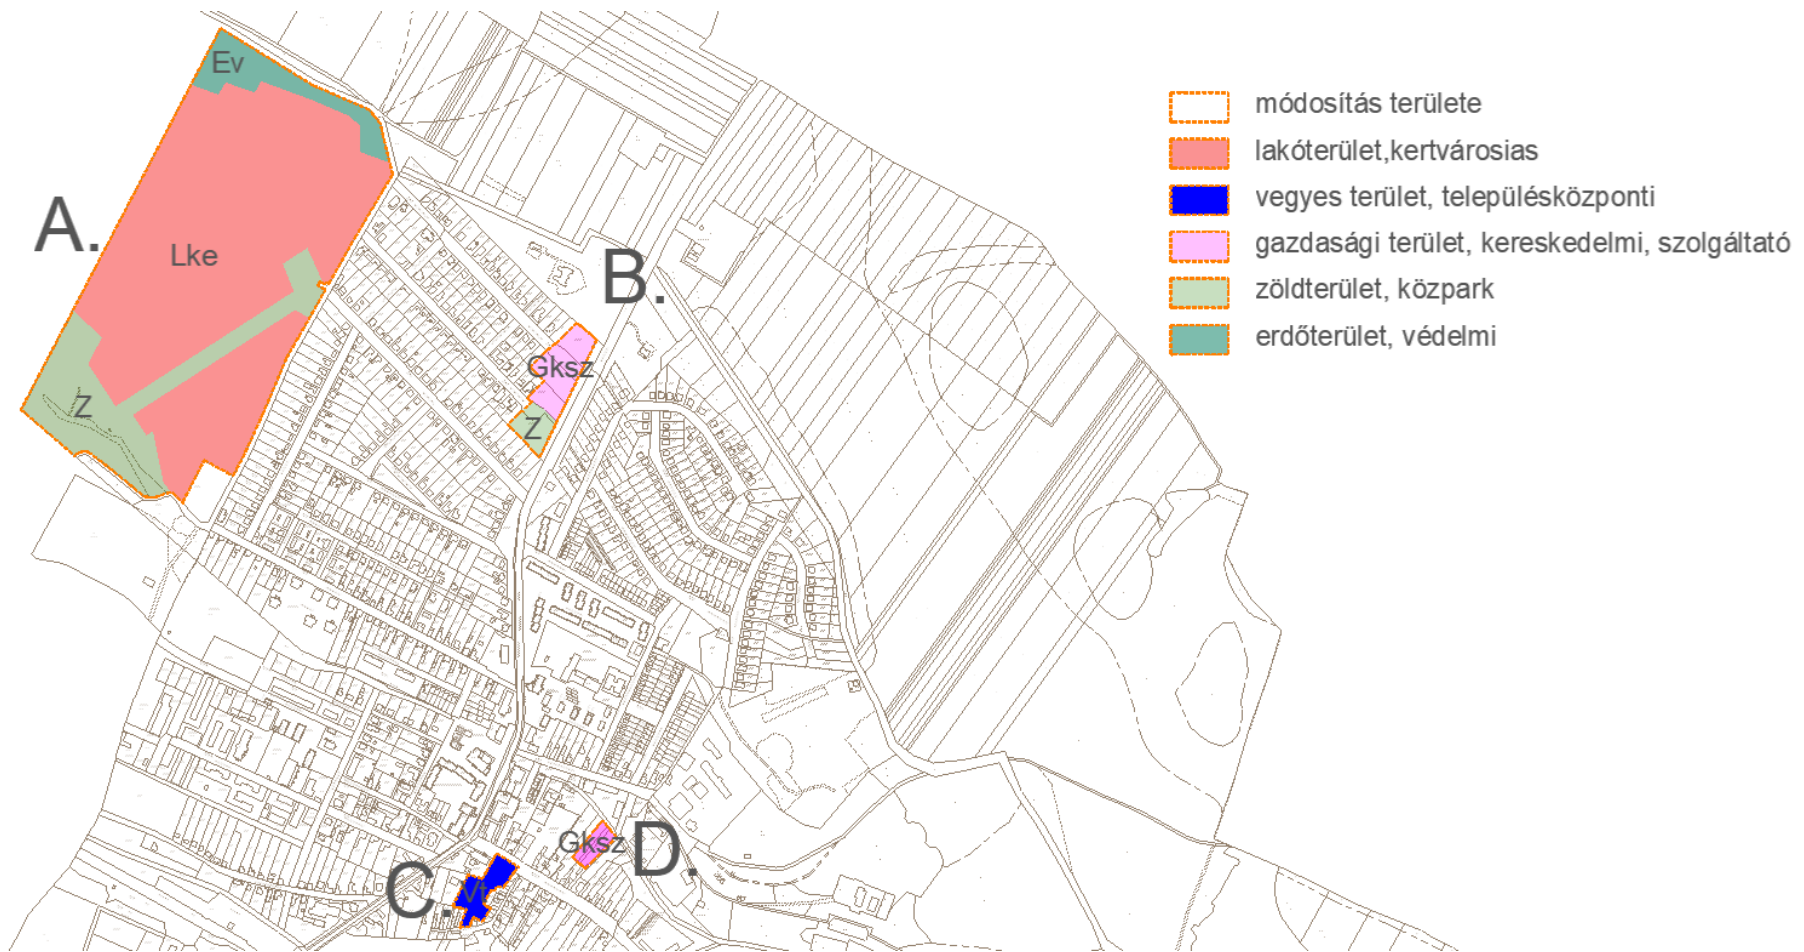 Ev
módosítás területe
lakóterület,kertvárosias
vegyes terület, településközponti
gazdasági terület, kereskedelmi, szolgáltató
zöldterület, közpark
erdőterület, védelmi
A.
Lke
B.
Gksz
Z
Z
Gksz
D.
C.
Vt